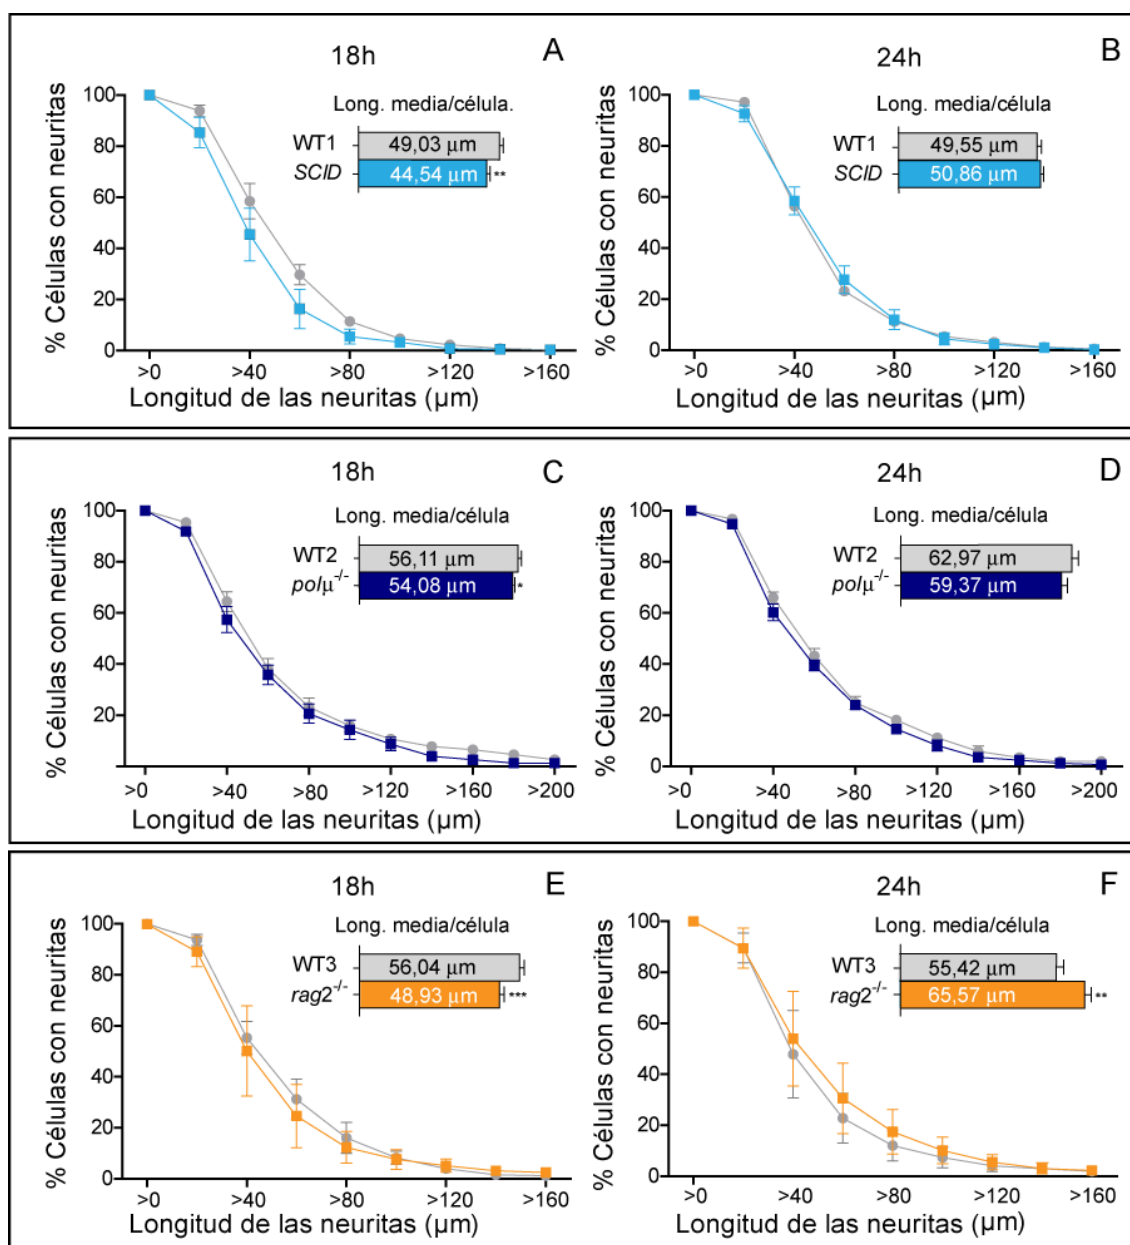 18h
A
Long. media/célula.
WT1
49,03 µm
SCID
44,54 µm
**
% Células con neuritas
100
80
60
40
20
0
>0
>40
>80
>120
>160
Longitud de las neuritas (µm)
24h
B
Long. media/célula
WT1
49,55 µm
SCID
50,86 µm
% Células con neuritas
100
80
60
40
20
0
>0
>40
>80
>120
>160
Longitud de las neuritas (µm)
18h
C
Long. media/célula
WT2
56,11 µm
polµ-/-
54,08 µm
*
% Células con neuritas
100
80
60
40
20
0
>0
>40
>80
>120
>160
>200
Longitud de las neuritas (µm)
24h
D
Long. media/célula
WT2
62,97 µm
polµ-/-
59,37 µm
% Células con neuritas
100
80
60
40
20
0
>0
>40
>80
>120
>160
>200
Longitud de las neuritas (µm)
18h
E
Long. media/célula
WT3
56,04 µm
rag2-/-
48,93 µm
***
% Células con neuritas
100
80
60
40
20
0
>0
>40
>80
>120
>160
Longitud de las neuritas (µm)
24h
F
Long. media/célula
WT3
55,42 µm
rag2-/-
65,57 µm
**
% Células con neuritas
100
80
60
40
20
0
>0
>40
>80
>120
>160
Longitud de las neuritas (µm)